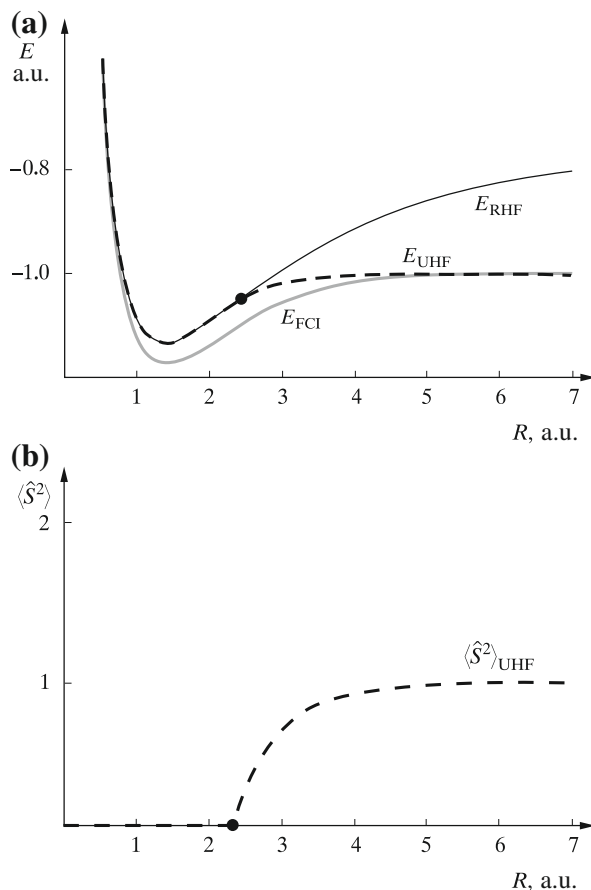 (a)
E
a.u.
−0.8
E_RHF
E_UHF
−1.0
E_FCI
1 2 3 4 5 6 7
R, a.u.
(b)
⟨Ŝ²⟩
2
⟨Ŝ²⟩_UHF
1
1 2 3 4 5 6 7
R, a.u.